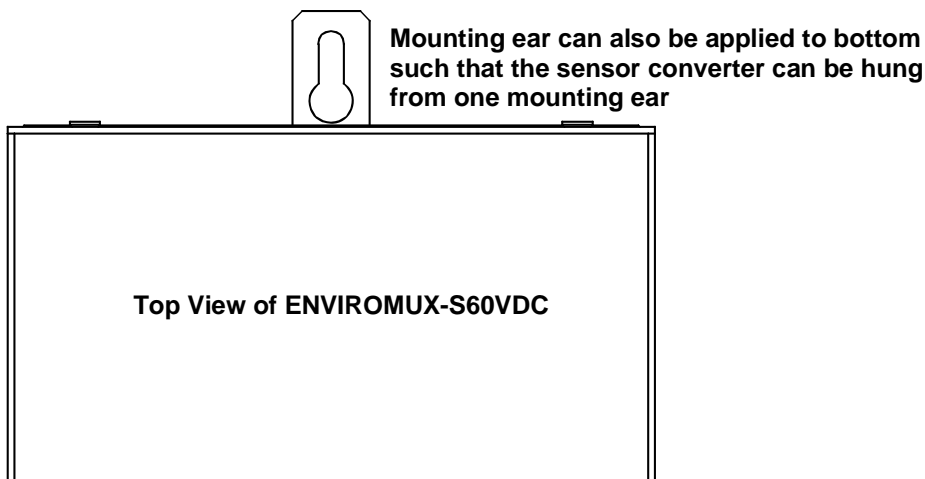 Mounting ear can also be applied to bottom
such that the sensor converter can be hung
from one mounting ear
Top View of ENVIROMUX-S60VDC